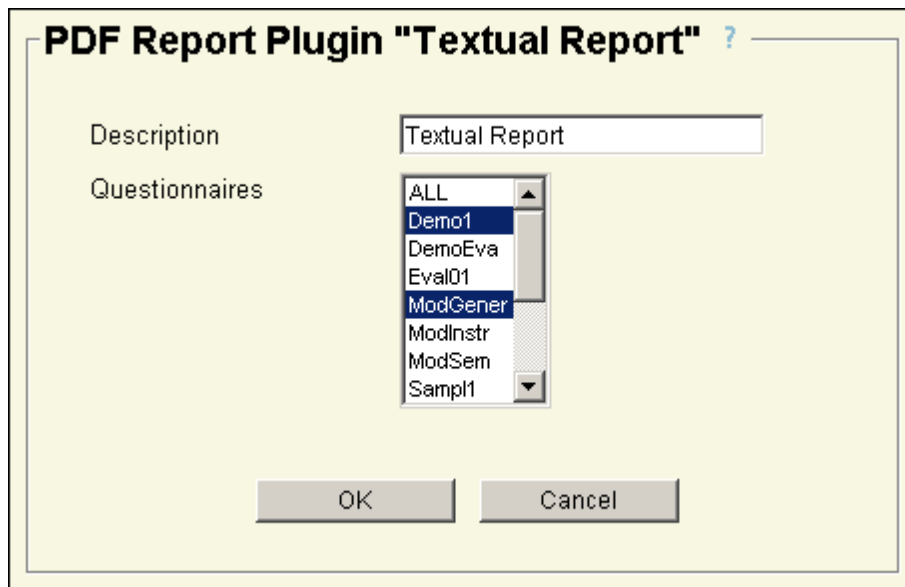 PDF Report Plugin "Textual Report" ?
Description
Textual Report
Questionnaires
ALL
Demo1
DemoEva
Eval01
ModGener
ModInstr
ModSem
Sampl1
OK
Cancel